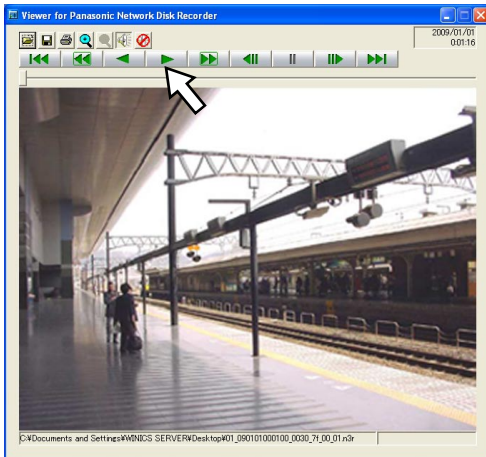 Viewer for Panasonic Network Disk Recorder
2009/01/01
0:01:16
C:¥Documents and Settings¥WINICS SERVER¥Desktop¥01_090101000100_0030_7f_00_01.n3r